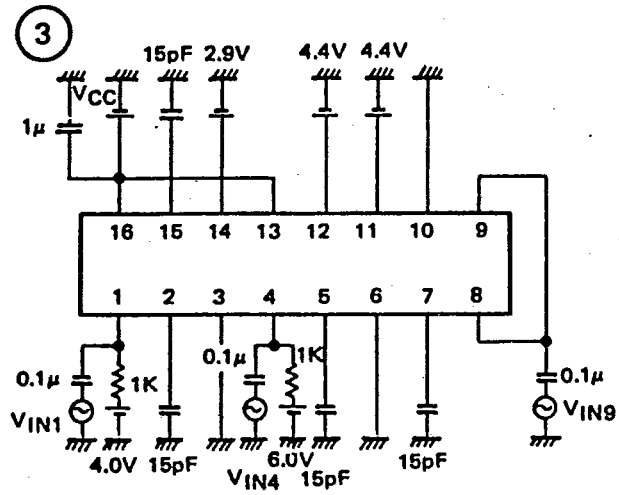 3
15pF 2.9V 4.4V 4.4V
VCC
1μ
16 15 14 13 12 11 10 9
1 2 3 4 5 6 7 8
0.1μ 1K 0.1μ 1K 0.1μ
VIN1 VIN9
4.0V 15pF VIN4 6.0V 15pF 15pF